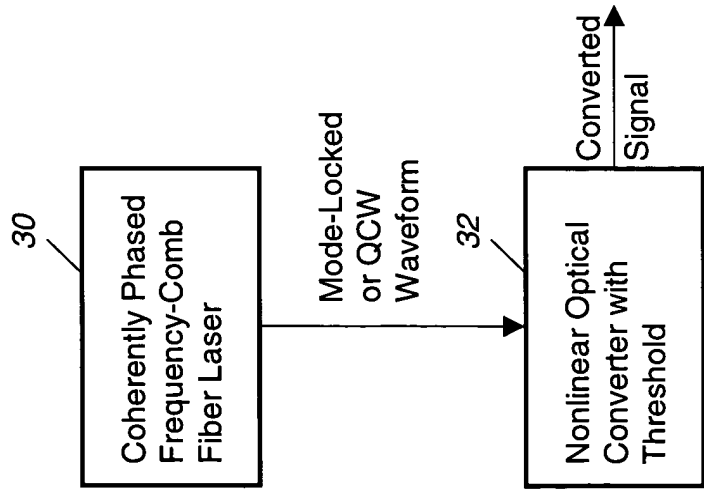 30
Coherently Phased
Frequency-Comb
Fiber Laser
Mode-Locked
or QCW
Waveform
32
Nonlinear Optical
Converter with
Threshold
Converted
Signal